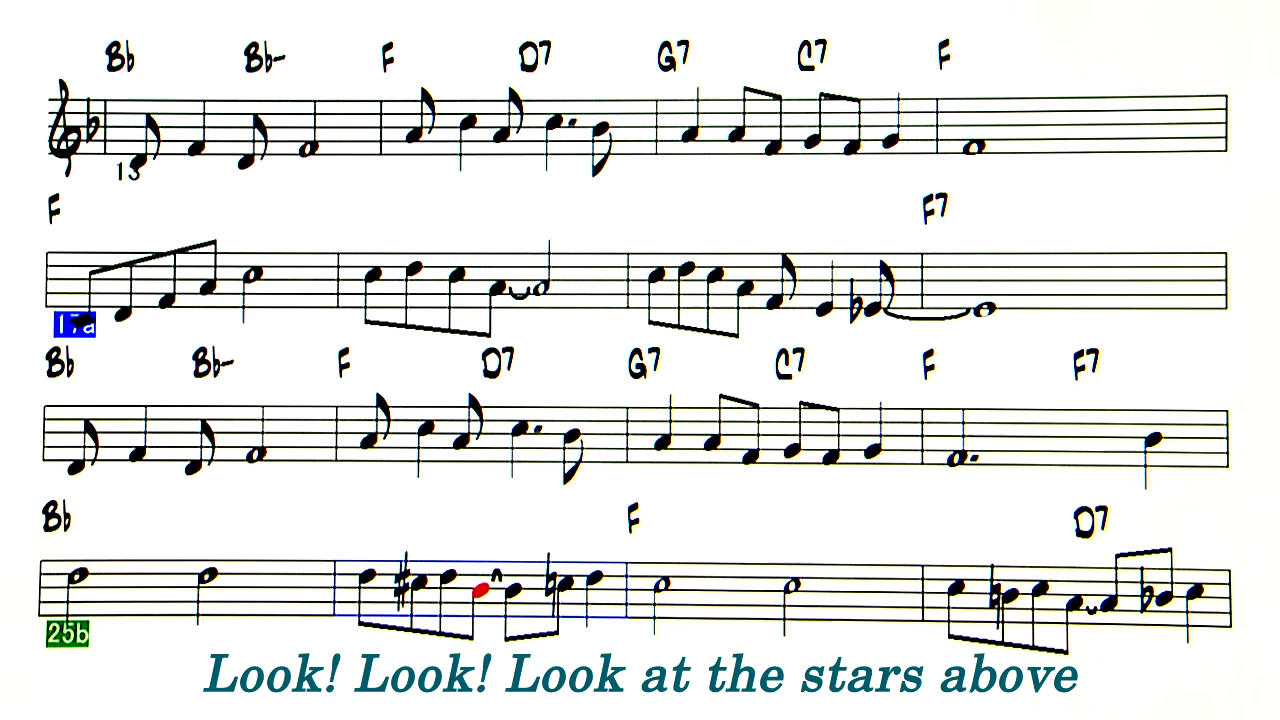 Bb Bb- F D7 G7 C7 F
13
F F7
17a
Bb Bb- F D7 G7 C7 F F7
Bb F D7
25b
Look! Look! Look at the stars above